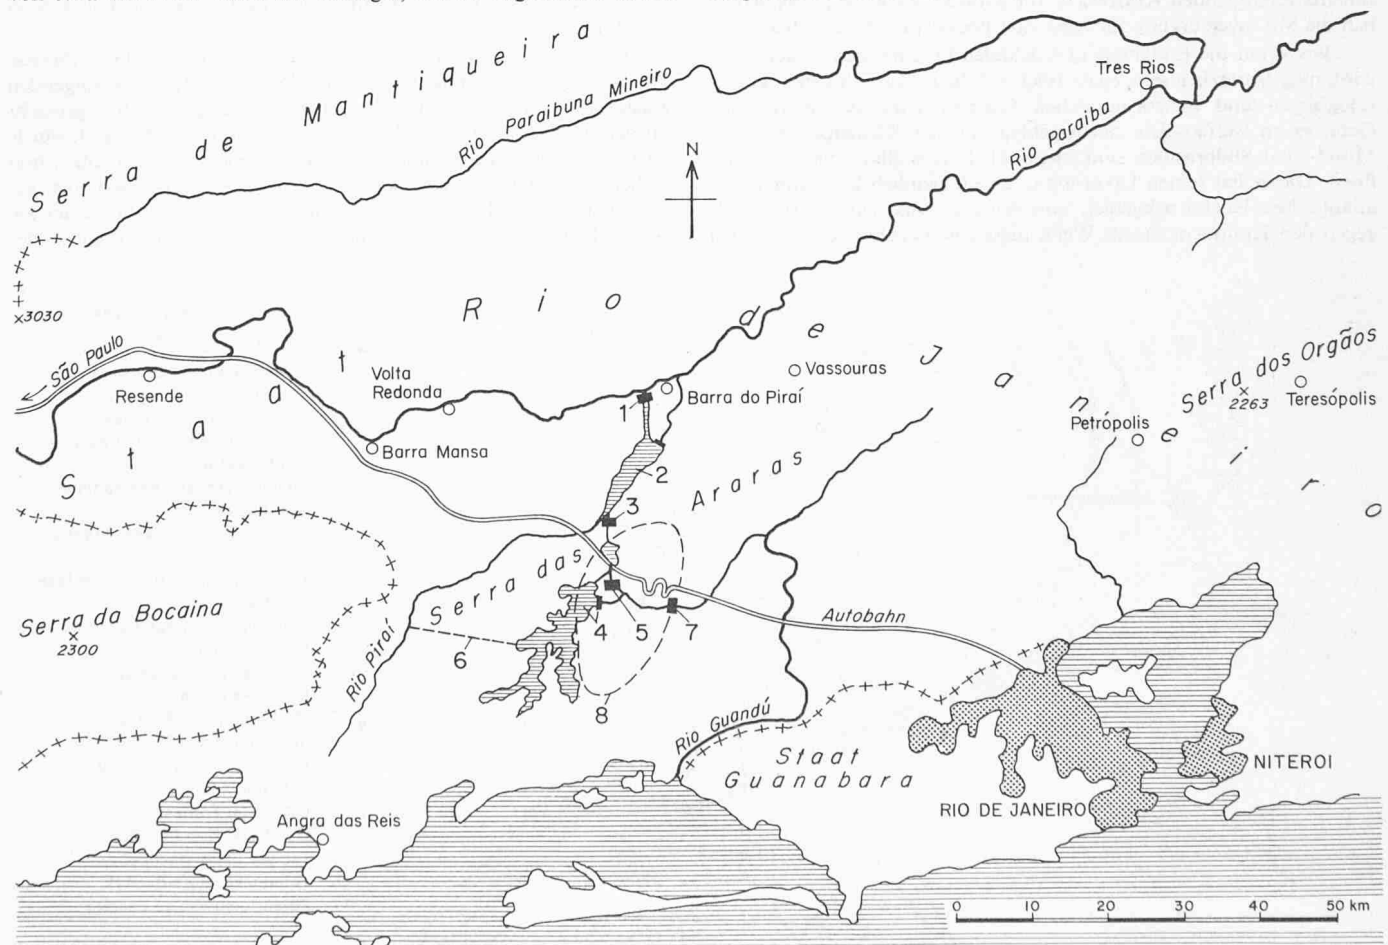 Serra de Mantiqueira
Rio Paraibuna Mineiro
Tres Rios
Rio Paraiba
N
3030
Staat Rio de Janeiro
← São Paulo
Resende
Volta
Redonda
Barra Mansa
Barra do Piraí
Vassouras
Serra dos Orgãos
2263
Teresópolis
Petrópolis
1
2
3
Serra das Araras
4
5
6
7
8
Serra da Bocaina
2300
Rio Piraí
Autobahn
Rio Guandú
Staat
Guanabara
NITEROI
RIO DE JANEIRO
Angra das Reis
0 10 20 30 40 50 km